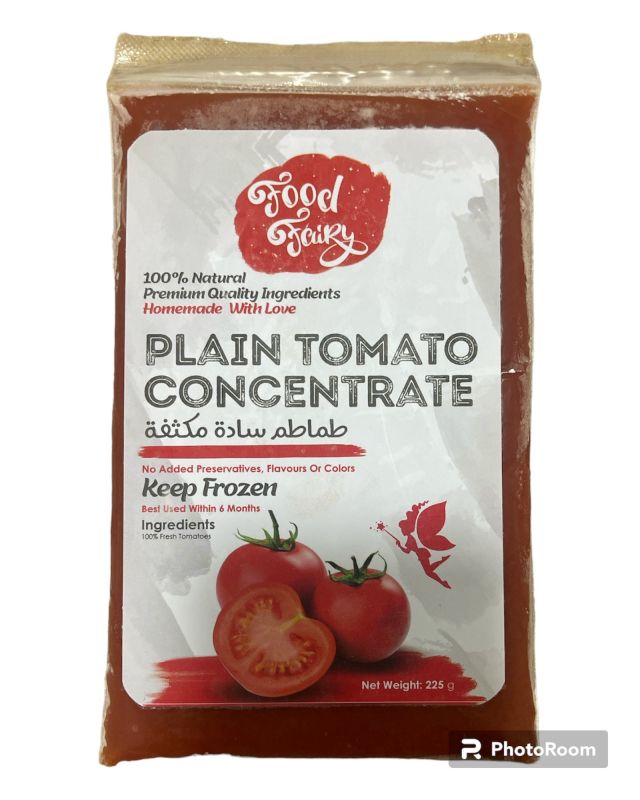 Food
Fairy
100% Natural
Premium Quality Ingredients
Homemade With Love
PLAIN TOMATO
CONCENTRATE
طماطم سادة مكثفة
No Added Preservatives, Flavours Or Colors
Keep Frozen
Best Used Within 6 Months
Ingredients
100% Fresh Tomatoes
Net Weight: 225 g
PhotoRoom